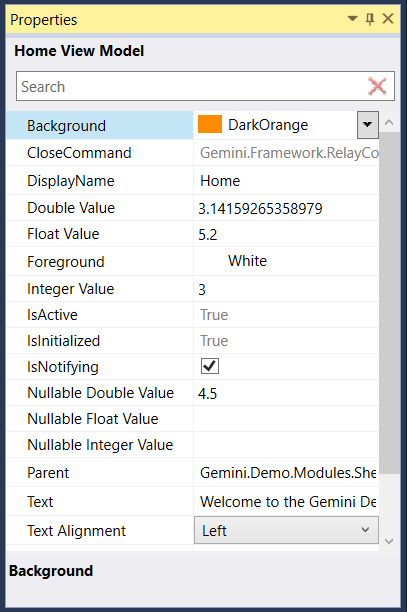 Properties
Home View Model
Search
Background DarkOrange
CloseCommand Gemini.Framework.RelayCo
DisplayName Home
Double Value 3.14159265358979
Float Value 5.2
Foreground White
Integer Value 3
IsActive True
IsInitialized True
IsNotifying
Nullable Double Value 4.5
Nullable Float Value
Nullable Integer Value
Parent Gemini.Demo.Modules.She
Text Welcome to the Gemini De
Text Alignment Left
Background